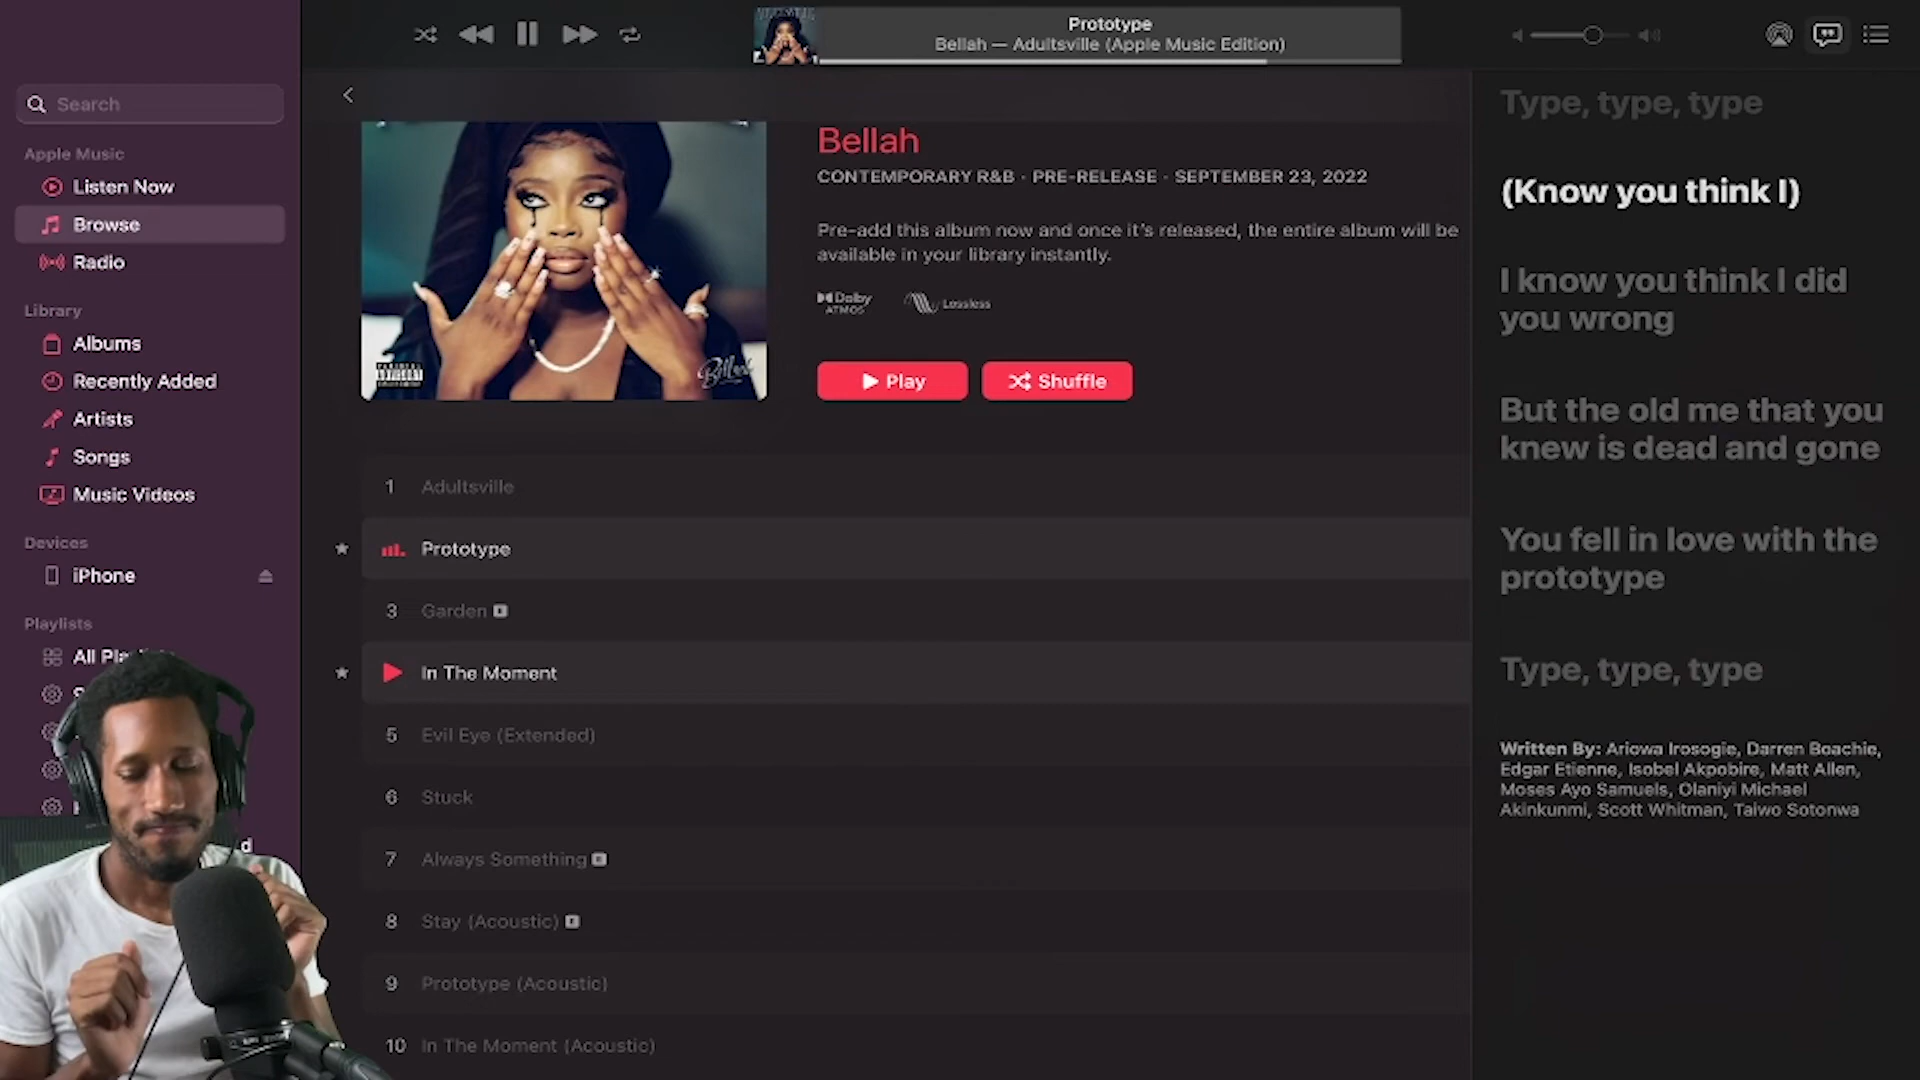 Prototype
Bellah — Adultsville (Apple Music Edition)
Search
Apple Music
Listen Now
Browse
Radio
Library
Albums
Recently Added
Artists
Songs
Music Videos
Devices
iPhone
Playlists
All
d
Bellah
CONTEMPORARY R&B · PRE-RELEASE · SEPTEMBER 23, 2022
Pre-add this album now and once it's released, the entire album will be
available in your library instantly.
Dolby
ATMOS
Lossless
Bellah
Play
Shuffle
1 Adultsville
Prototype
3 Garden E
In The Moment
5 Evil Eye (Extended)
6 Stuck
7 Always Something E
8 Stay (Acoustic) E
9 Prototype (Acoustic)
10 In The Moment (Acoustic)
Type, type, type
(Know you think I)
I know you think I did
you wrong
But the old me that you
knew is dead and gone
You fell in love with the
prototype
Type, type, type
Written By: Ariowa Irosogie, Darren Boachie,
Edgar Etienne, Isobel Akpobire, Matt Allen,
Moses Ayo Samuels, Olaniyi Michael
Akinkunmi, Scott Whitman, Taiwo Sotonwa